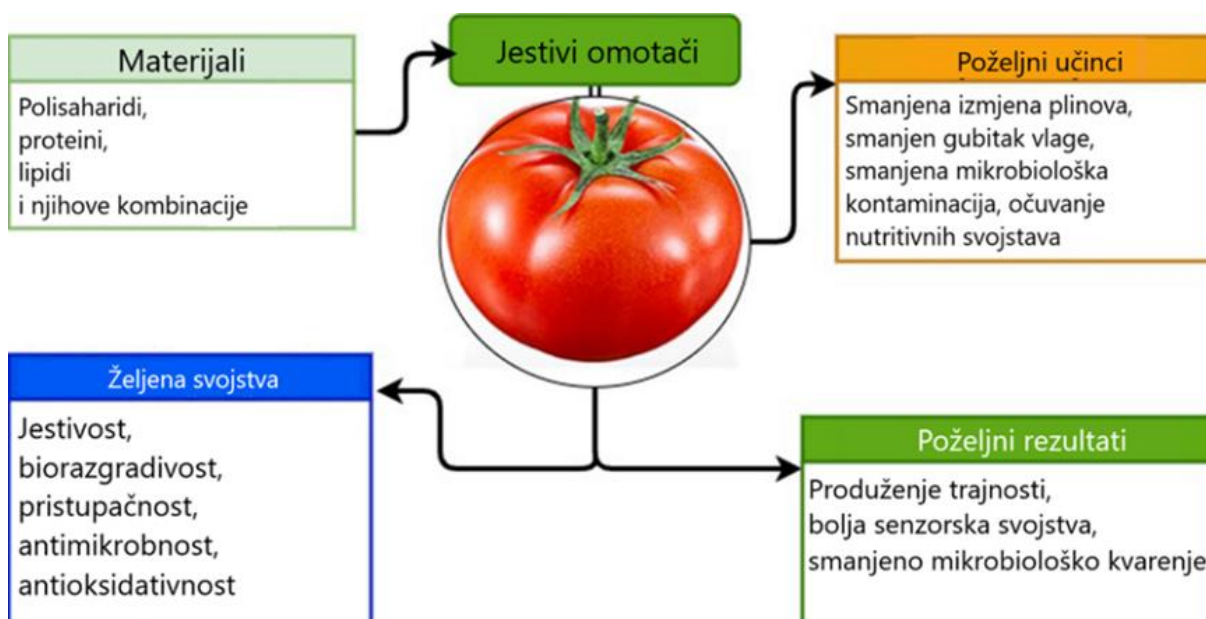 Materijali
Polisaharidi,
proteini,
lipidi
i njihove kombinacije
Jestivi omotači
Poželjni učinci
Smanjena izmjena plinova,
smanjen gubitak vlage,
smanjena mikrobiološka
kontaminacija, očuvanje
nutritivnih svojstava
Željena svojstva
Jestivost,
biorazgradivost,
pristupačnost,
antimikrobnost,
antioksidativnost
Poželjni rezultati
Produženje trajnosti,
bolja senzorska svojstva,
smanjeno mikrobiološko kvarenje